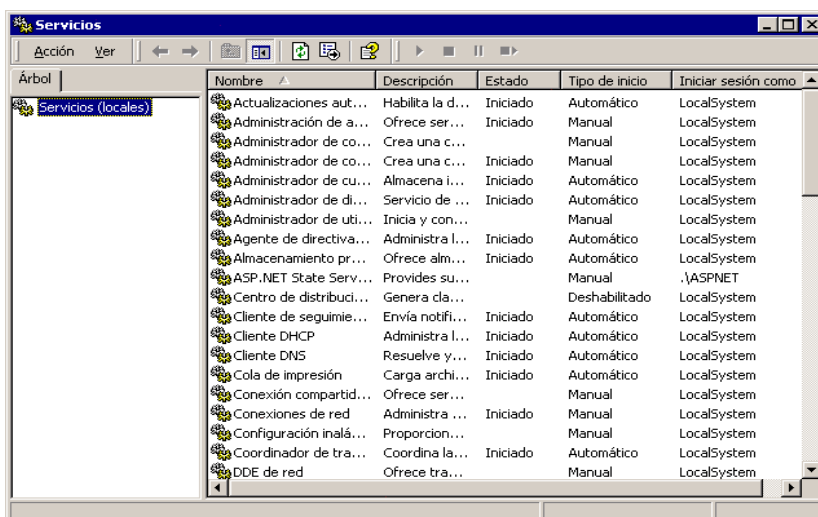 Servicios
Acción Ver
Árbol
Servicios (locales)
Nombre Descripción Estado Tipo de inicio Iniciar sesión como
Actualizaciones aut... Habilita la d... Iniciado Automático LocalSystem
Administración de a... Ofrece ser... Iniciado Manual LocalSystem
Administrador de co... Crea una c... Manual LocalSystem
Administrador de co... Crea una c... Iniciado Manual LocalSystem
Administrador de cu... Almacena i... Iniciado Automático LocalSystem
Administrador de di... Servicio de ... Iniciado Automático LocalSystem
Administrador de uti... Inicia y con... Manual LocalSystem
Agente de directiva... Administra l... Iniciado Automático LocalSystem
Almacenamiento pr... Ofrece alm... Iniciado Automático LocalSystem
ASP.NET State Serv... Provides su... Manual .\ASPNET
Centro de distribuci... Genera cla... Deshabilitado LocalSystem
Cliente de seguimie... Envía notifi... Iniciado Automático LocalSystem
Cliente DHCP Administra l... Iniciado Automático LocalSystem
Cliente DNS Resuelve y... Iniciado Automático LocalSystem
Cola de impresión Carga archi... Iniciado Automático LocalSystem
Conexión compartid... Ofrece ser... Manual LocalSystem
Conexiones de red Administra ... Iniciado Manual LocalSystem
Configuración inalá... Proporcion... Manual LocalSystem
Coordinador de tra... Coordina la... Iniciado Automático LocalSystem
DDE de red Ofrece tra... Manual LocalSystem